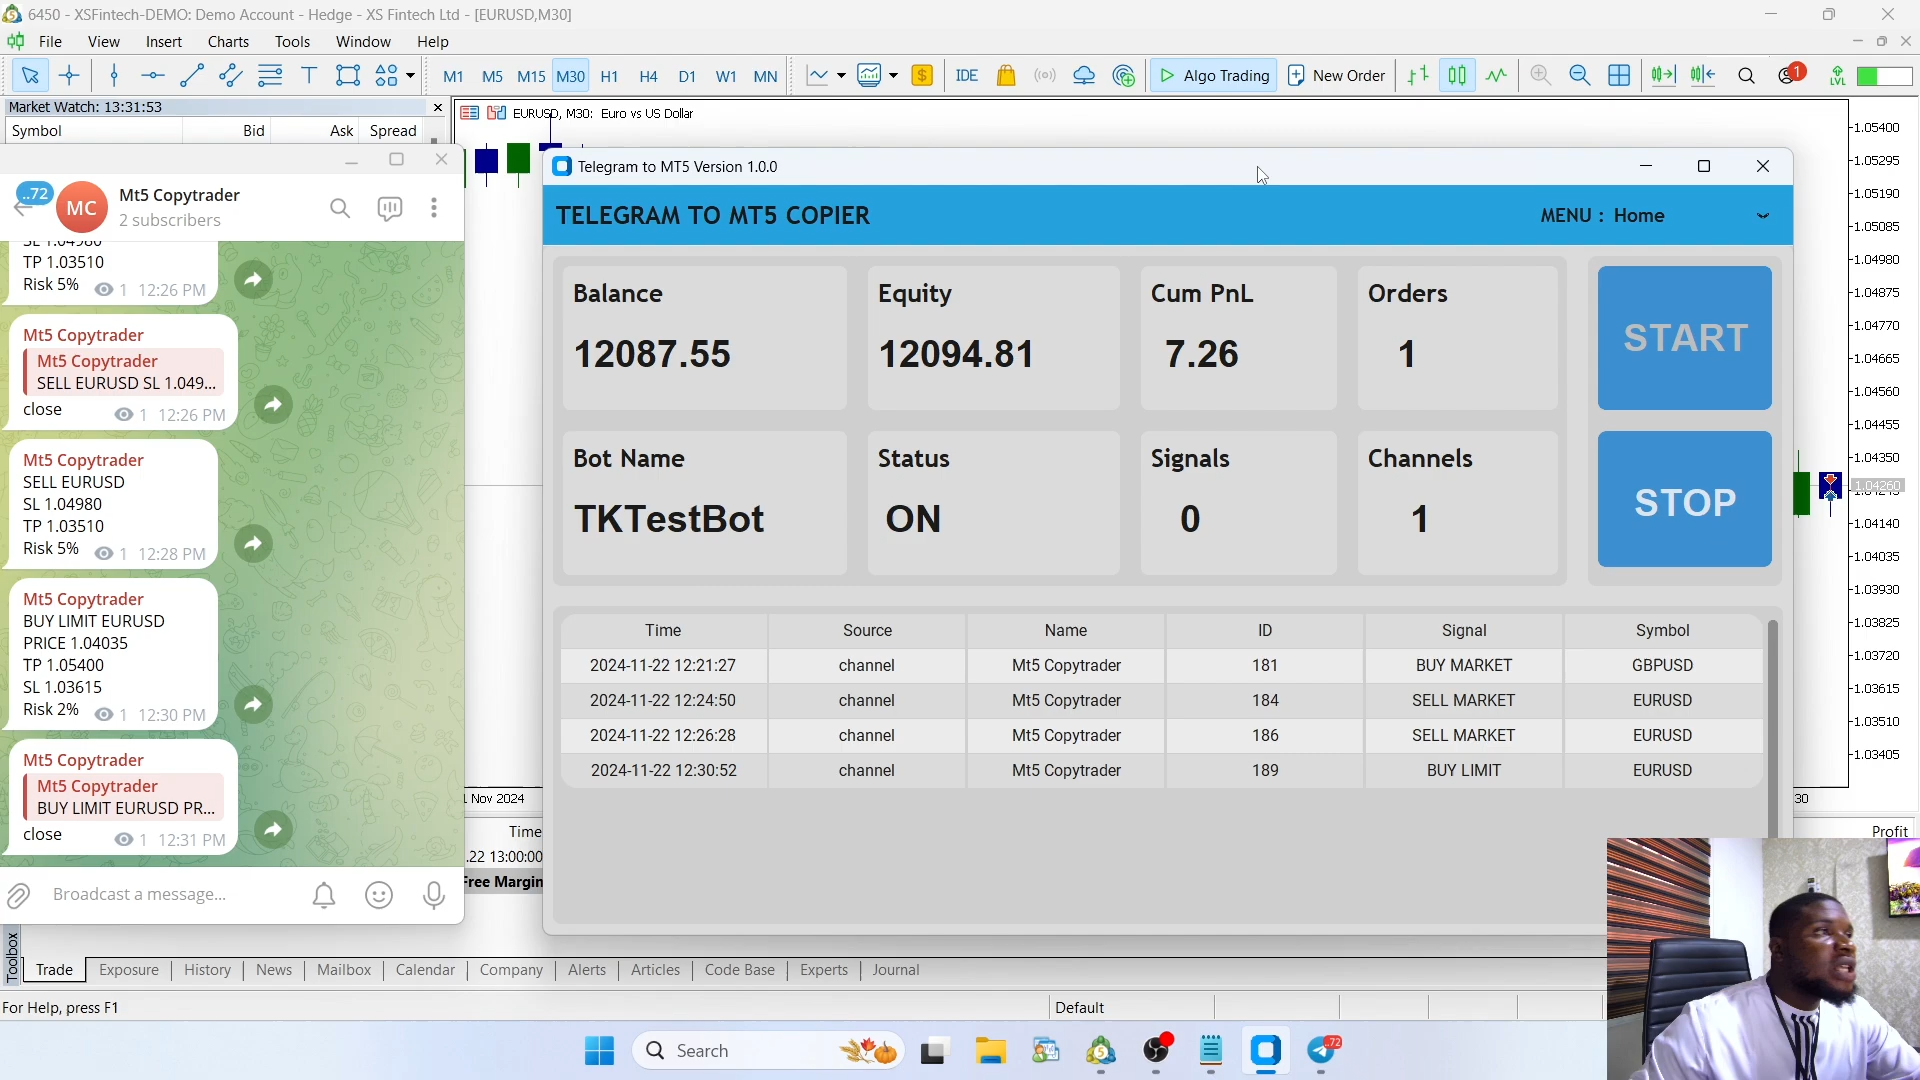 6450 - XSFintech-DEMO: Demo Account - Hedge - XS Fintech Ltd - [EURUSD,M30]
File View Insert Charts Tools Window Help
M1 M5 M15 M30 H1 H4 D1 W1 MN IDE Algo Trading New Order 1 LVL
Market Watch: 13:31:53
Symbol Bid Ask Spread
EURUSD, M30: Euro vs US Dollar
..72
MC
Mt5 Copytrader
2 subscribers
SL 1.04980
TP 1.03510
Risk 5% 1 12:26 PM
Mt5 Copytrader
Mt5 Copytrader
SELL EURUSD SL 1.049...
close 1 12:26 PM
Mt5 Copytrader
SELL EURUSD
SL 1.04980
TP 1.03510
Risk 5% 1 12:28 PM
Mt5 Copytrader
BUY LIMIT EURUSD
PRICE 1.04035
TP 1.05400
SL 1.03615
Risk 2% 1 12:30 PM
Mt5 Copytrader
Mt5 Copytrader
BUY LIMIT EURUSD PR...
close 1 12:31 PM
Broadcast a message...
Telegram to MT5 Version 1.0.0
TELEGRAM TO MT5 COPIER
MENU : Home
Balance Equity Cum PnL Orders
12087.55 12094.81 7.26 1
START
Bot Name Status Signals Channels
TKTestBot ON 0 1
STOP
Time Source Name ID Signal Symbol
2024-11-22 12:21:27 channel Mt5 Copytrader 181 BUY MARKET GBPUSD
2024-11-22 12:24:50 channel Mt5 Copytrader 184 SELL MARKET EURUSD
2024-11-22 12:26:28 channel Mt5 Copytrader 186 SELL MARKET EURUSD
2024-11-22 12:30:52 channel Mt5 Copytrader 189 BUY LIMIT EURUSD
1.05400
1.05295
1.05190
1.05085
1.04980
1.04875
1.04770
1.04665
1.04560
1.04455
1.04350
1.04260
1.04140
1.04035
1.03930
1.03825
1.03720
1.03615
1.03510
1.03405
1 Nov 2024
30
Time
Profit
.22 13:00:00
Free Margin
Toolbox
Trade Exposure History News Mailbox Calendar Company Alerts Articles Code Base Experts Journal
For Help, press F1
Default
Search
72